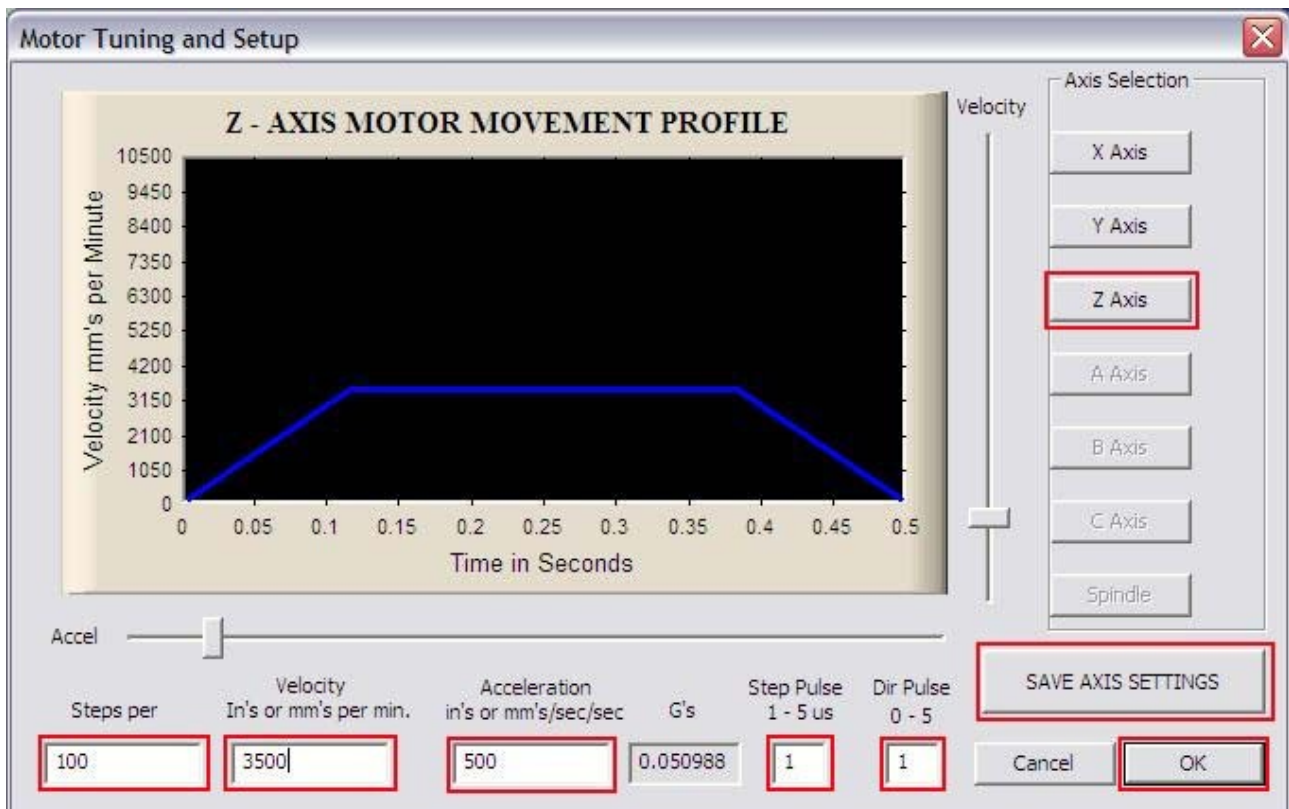 Motor Tuning and Setup
Z - AXIS MOTOR MOVEMENT PROFILE
Velocity mm's per Minute
10500
9450
8400
7350
6300
5250
4200
3150
2100
1050
0
0 0.05 0.1 0.15 0.2 0.25 0.3 0.35 0.4 0.45 0.5
Time in Seconds
Velocity
Axis Selection
X Axis
Y Axis
Z Axis
A Axis
B Axis
C Axis
Spindle
Accel
Steps per
Velocity
In's or mm's per min.
Acceleration
in's or mm's/sec/sec
G's
Step Pulse
1 - 5 us
Dir Pulse
0 - 5
100
3500
500
0.050988
1
1
SAVE AXIS SETTINGS
Cancel
OK